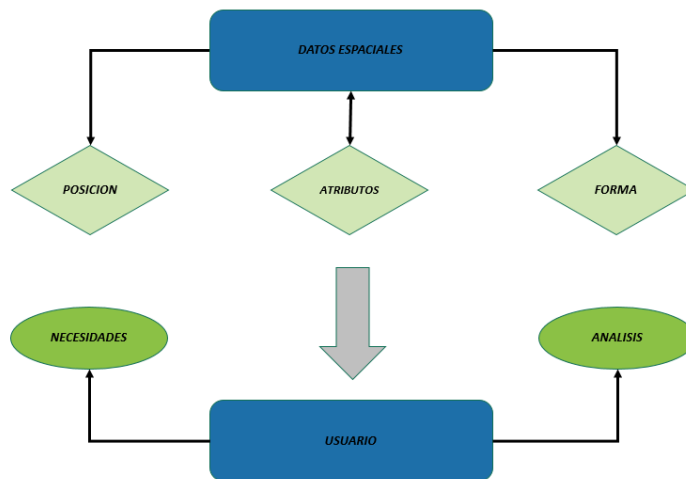 DATOS ESPACIALES
POSICION
ATRIBUTOS
FORMA
NECESIDADES
ANALISIS
USUARIO